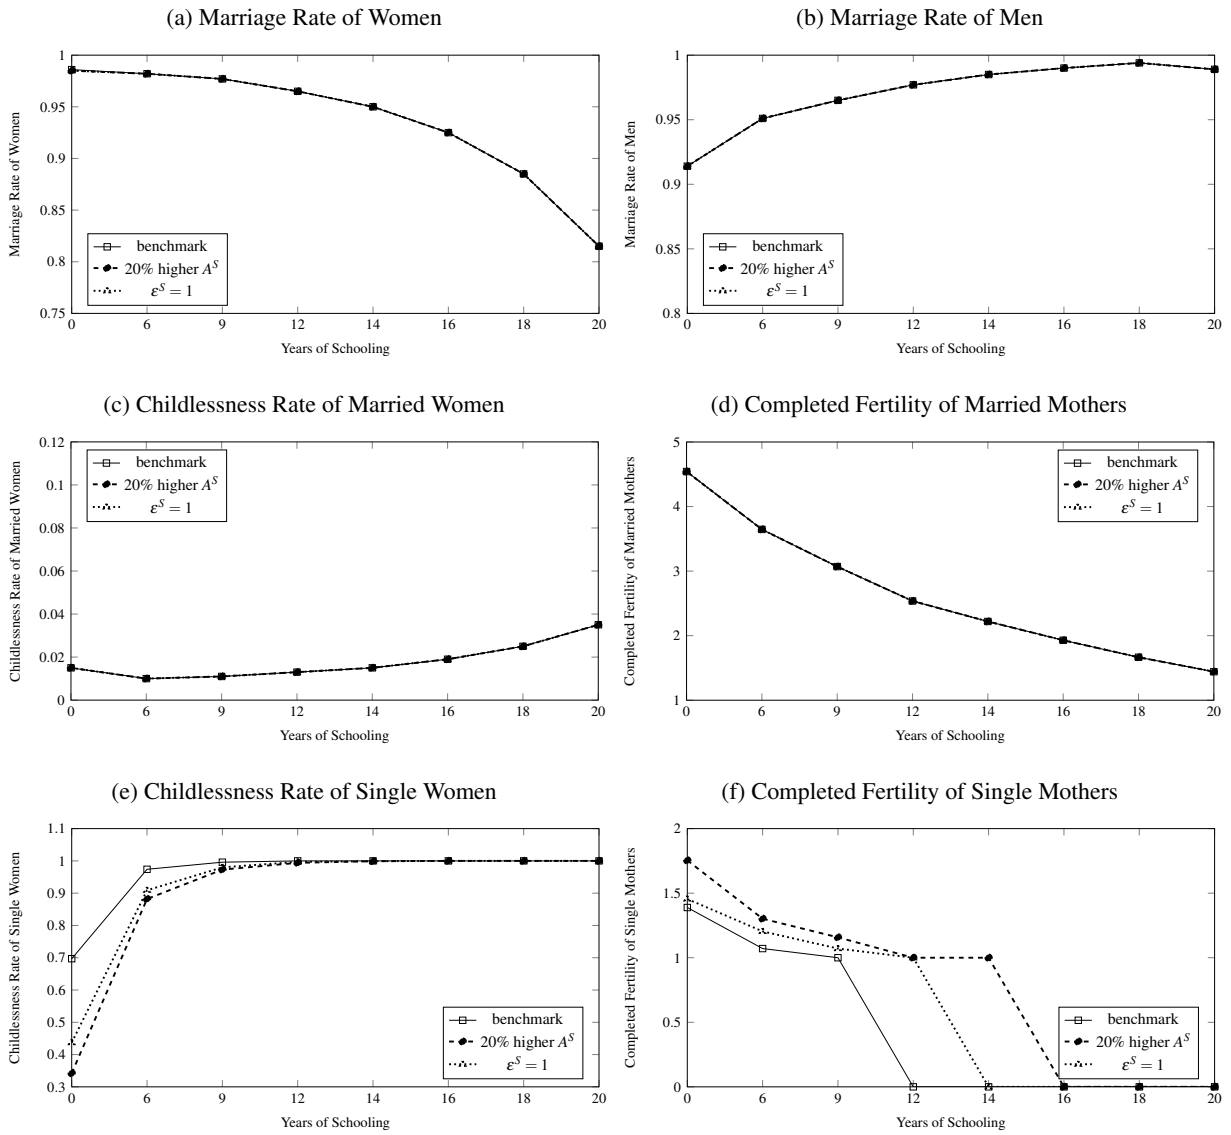 (a) Marriage Rate of Women
1
0.95
0.9
0.85
0.8
0.75
Marriage Rate of Women
benchmark
20% higher A^S
ε^S = 1
0 6 9 12 14 16 18 20
Years of Schooling
(b) Marriage Rate of Men
1
0.95
0.9
0.85
0.8
Marriage Rate of Men
benchmark
20% higher A^S
ε^S = 1
0 6 9 12 14 16 18 20
Years of Schooling
(c) Childlessness Rate of Married Women
0.12
0.1
0.08
0.06
0.04
0.02
0
Childlessness Rate of Married Women
benchmark
20% higher A^S
ε^S = 1
0 6 9 12 14 16 18 20
Years of Schooling
(d) Completed Fertility of Married Mothers
5
4
3
2
1
Completed Fertility of Married Mothers
benchmark
20% higher A^S
ε^S = 1
0 6 9 12 14 16 18 20
Years of Schooling
(e) Childlessness Rate of Single Women
1.1
1
0.9
0.8
0.7
0.6
0.5
0.4
0.3
Childlessness Rate of Single Women
benchmark
20% higher A^S
ε^S = 1
0 6 9 12 14 16 18 20
Years of Schooling
(f) Completed Fertility of Single Mothers
2
1.5
1
0.5
0
Completed Fertility of Single Mothers
benchmark
20% higher A^S
ε^S = 1
0 6 9 12 14 16 18 20
Years of Schooling